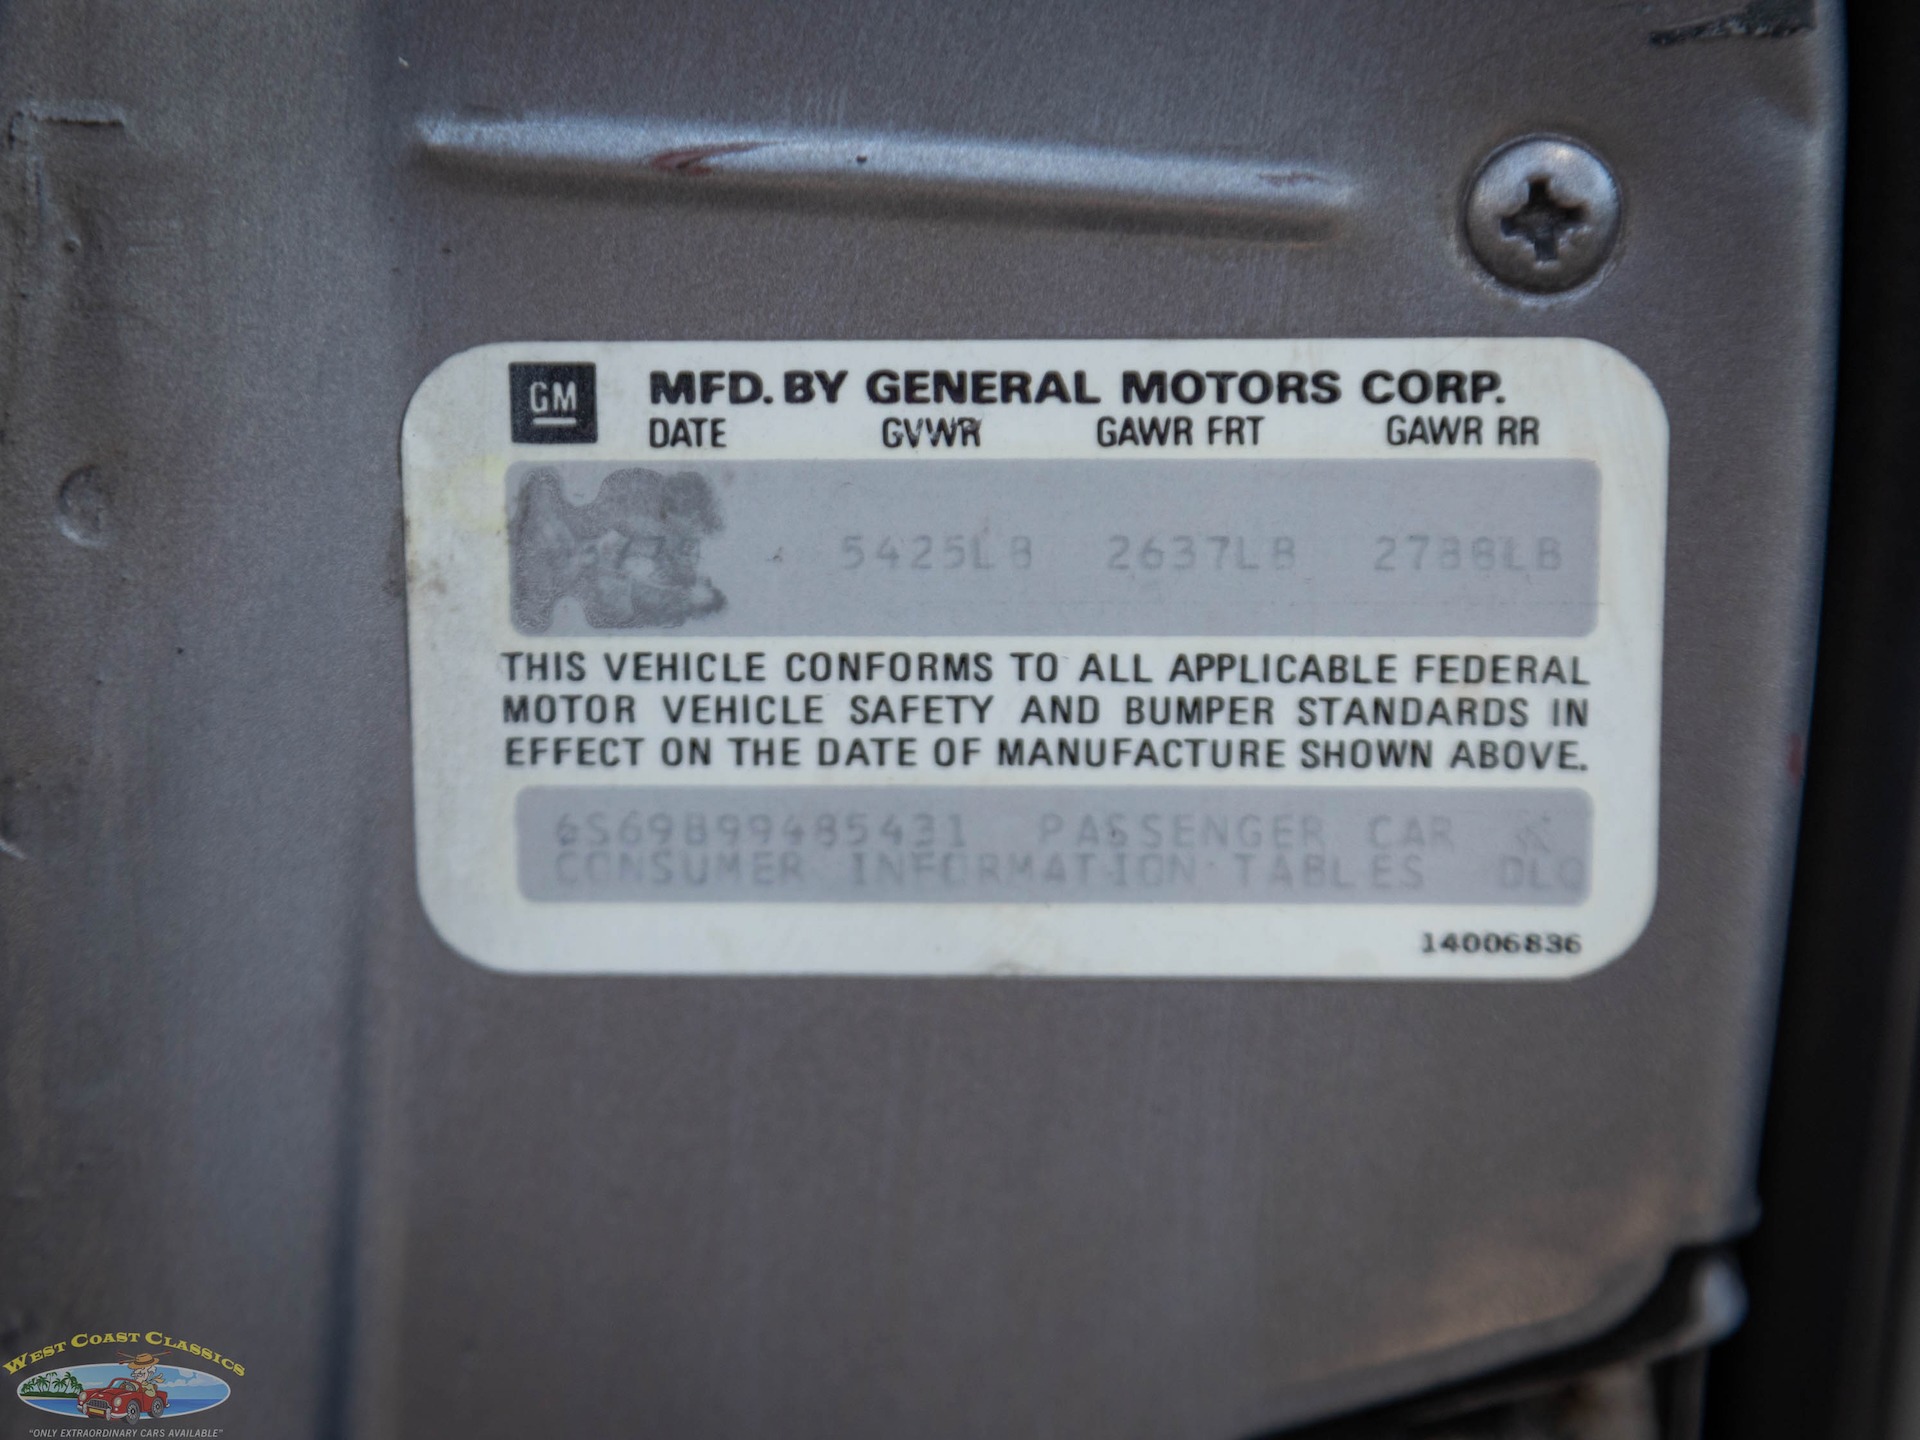 GM
MFD. BY GENERAL MOTORS CORP.
DATE GVWR GAWR FRT GAWR RR
5425LB 2637LB 2788LB
THIS VEHICLE CONFORMS TO ALL APPLICABLE FEDERAL
MOTOR VEHICLE SAFETY AND BUMPER STANDARDS IN
EFFECT ON THE DATE OF MANUFACTURE SHOWN ABOVE.
6S69B99485431 PASSENGER CAR
CONSUMER INFORMATION TABLES DLQ
14006836
WEST COAST CLASSICS
"ONLY EXTRAORDINARY CARS AVAILABLE"